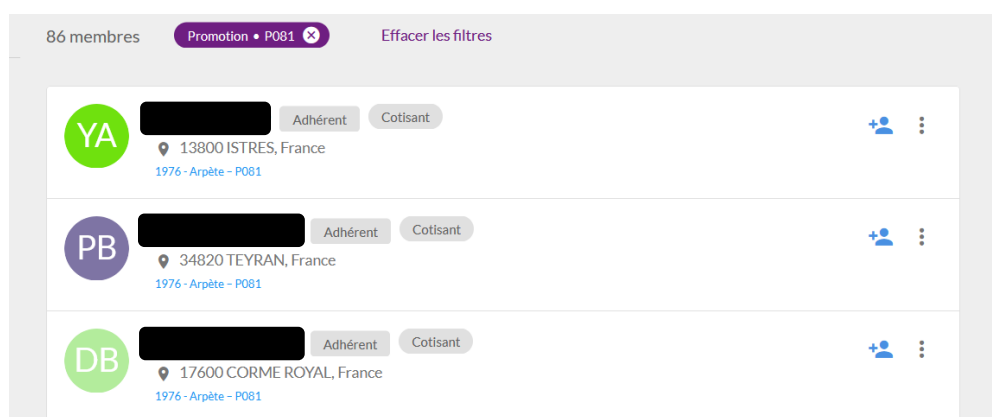 86 membres Promotion • P081 Effacer les filtres
YA Adhérent Cotisant
13800 ISTRES, France
1976 - Arpète – P081
PB Adhérent Cotisant
34820 TEYRAN, France
1976 - Arpète – P081
DB Adhérent Cotisant
17600 CORME ROYAL, France
1976 - Arpète – P081